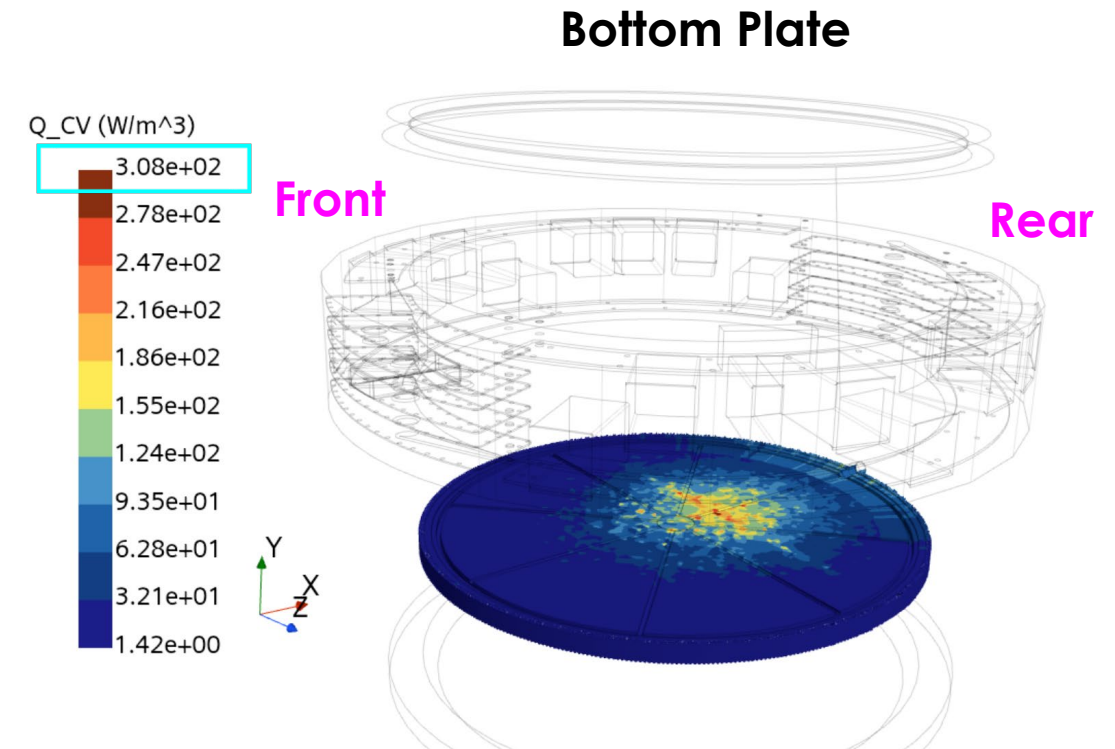 Bottom Plate
Q_CV (W/m^3)
3.08e+02
2.78e+02
2.47e+02
2.16e+02
1.86e+02
1.55e+02
1.24e+02
9.35e+01
6.28e+01
3.21e+01
1.42e+00
Front
Rear
Y
X
Z